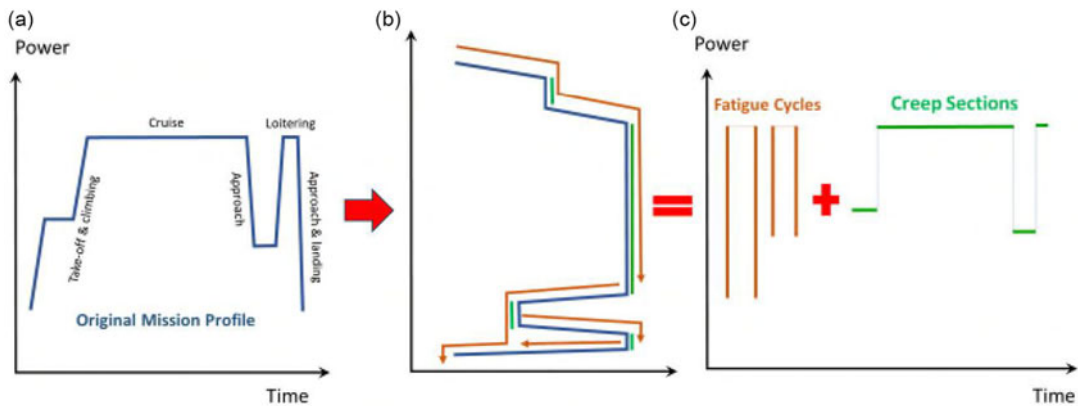 (a)
Power
Cruise
Loitering
Take-off & climbing
Approach
Approach & landing
Original Mission Profile
Time
(b)
(c)
Power
Fatigue Cycles
Creep Sections
Time